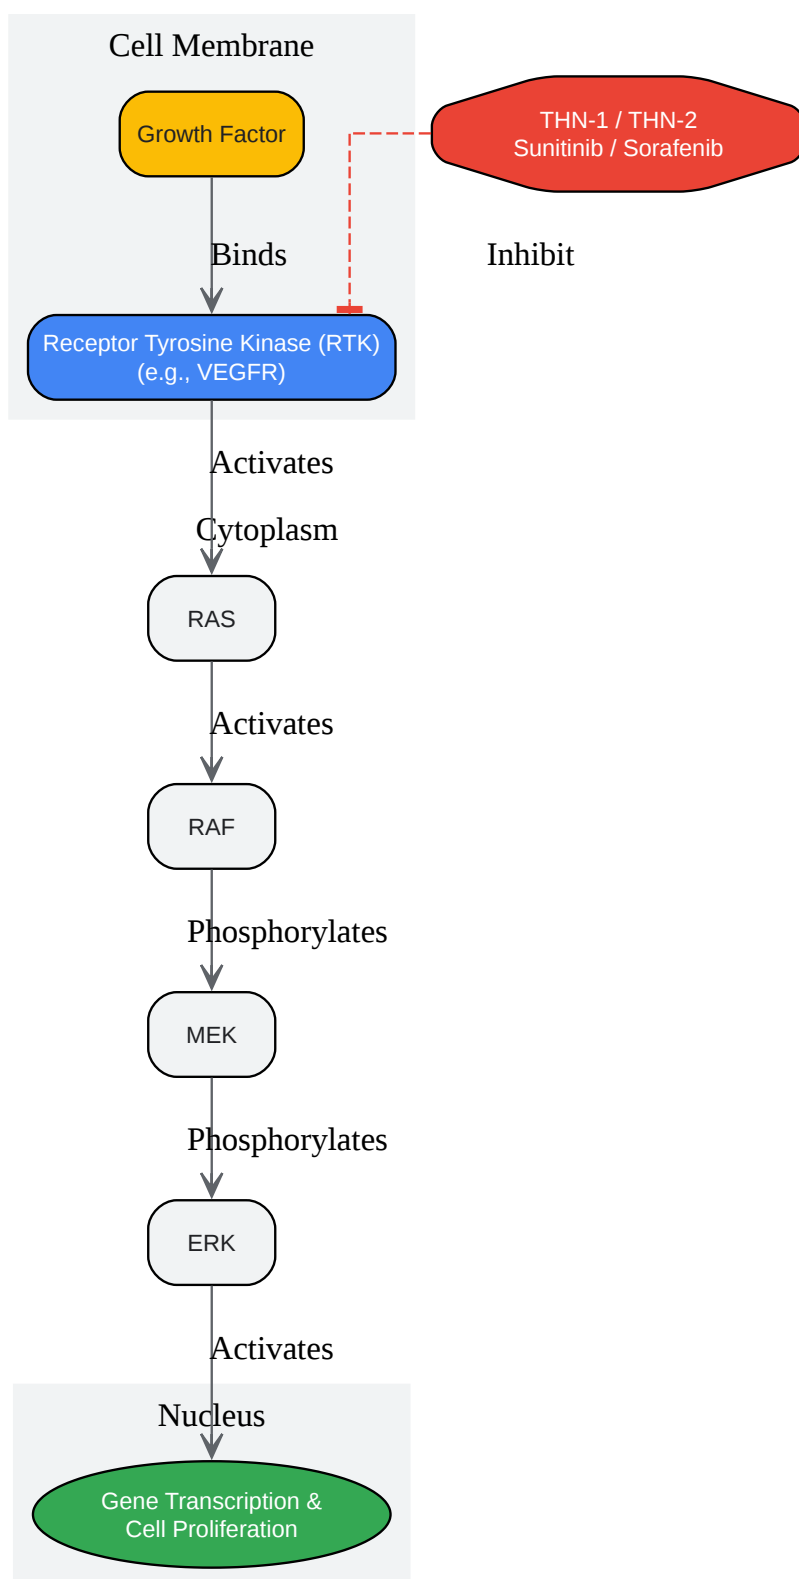 Cell Membrane
Growth Factor
THN-1 / THN-2
Sunitinib / Sorafenib
Binds
Inhibit
Receptor Tyrosine Kinase (RTK)
(e.g., VEGFR)
Activates
Cytoplasm
RAS
Activates
RAF
Phosphorylates
MEK
Phosphorylates
ERK
Activates
Nucleus
Gene Transcription &
Cell Proliferation